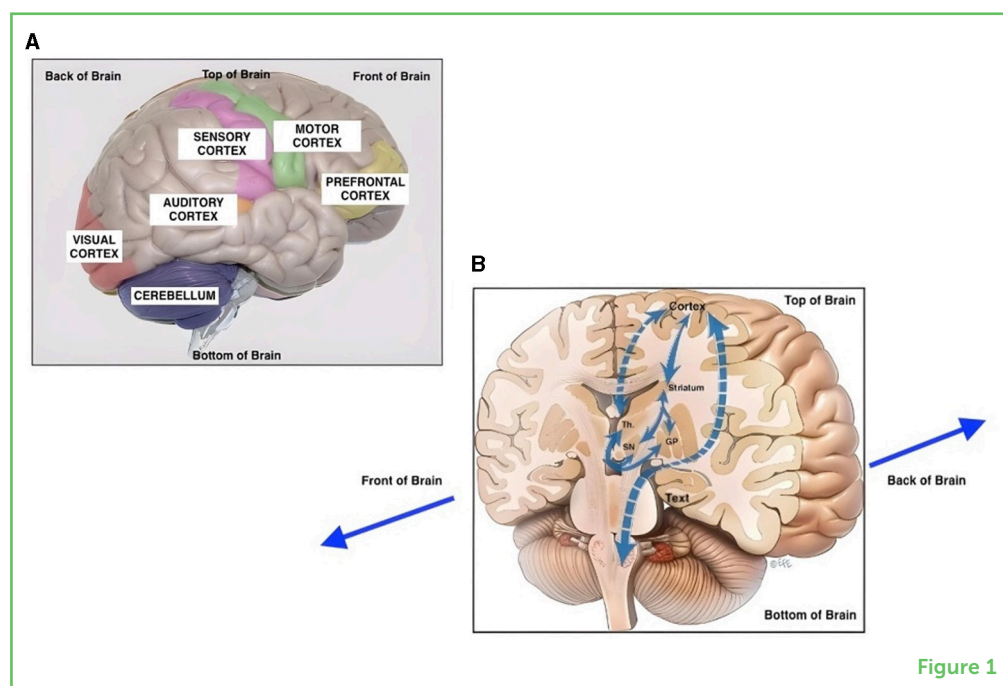 A
Back of Brain
Top of Brain
Front of Brain
SENSORY
CORTEX
MOTOR
CORTEX
PREFRONTAL
CORTEX
AUDITORY
CORTEX
VISUAL
CORTEX
CEREBELLUM
Bottom of Brain
B
Top of Brain
Cortex
Striatum
Th.
SN
GP
Text
Front of Brain
Back of Brain
©EFE
Bottom of Brain
Figure 1